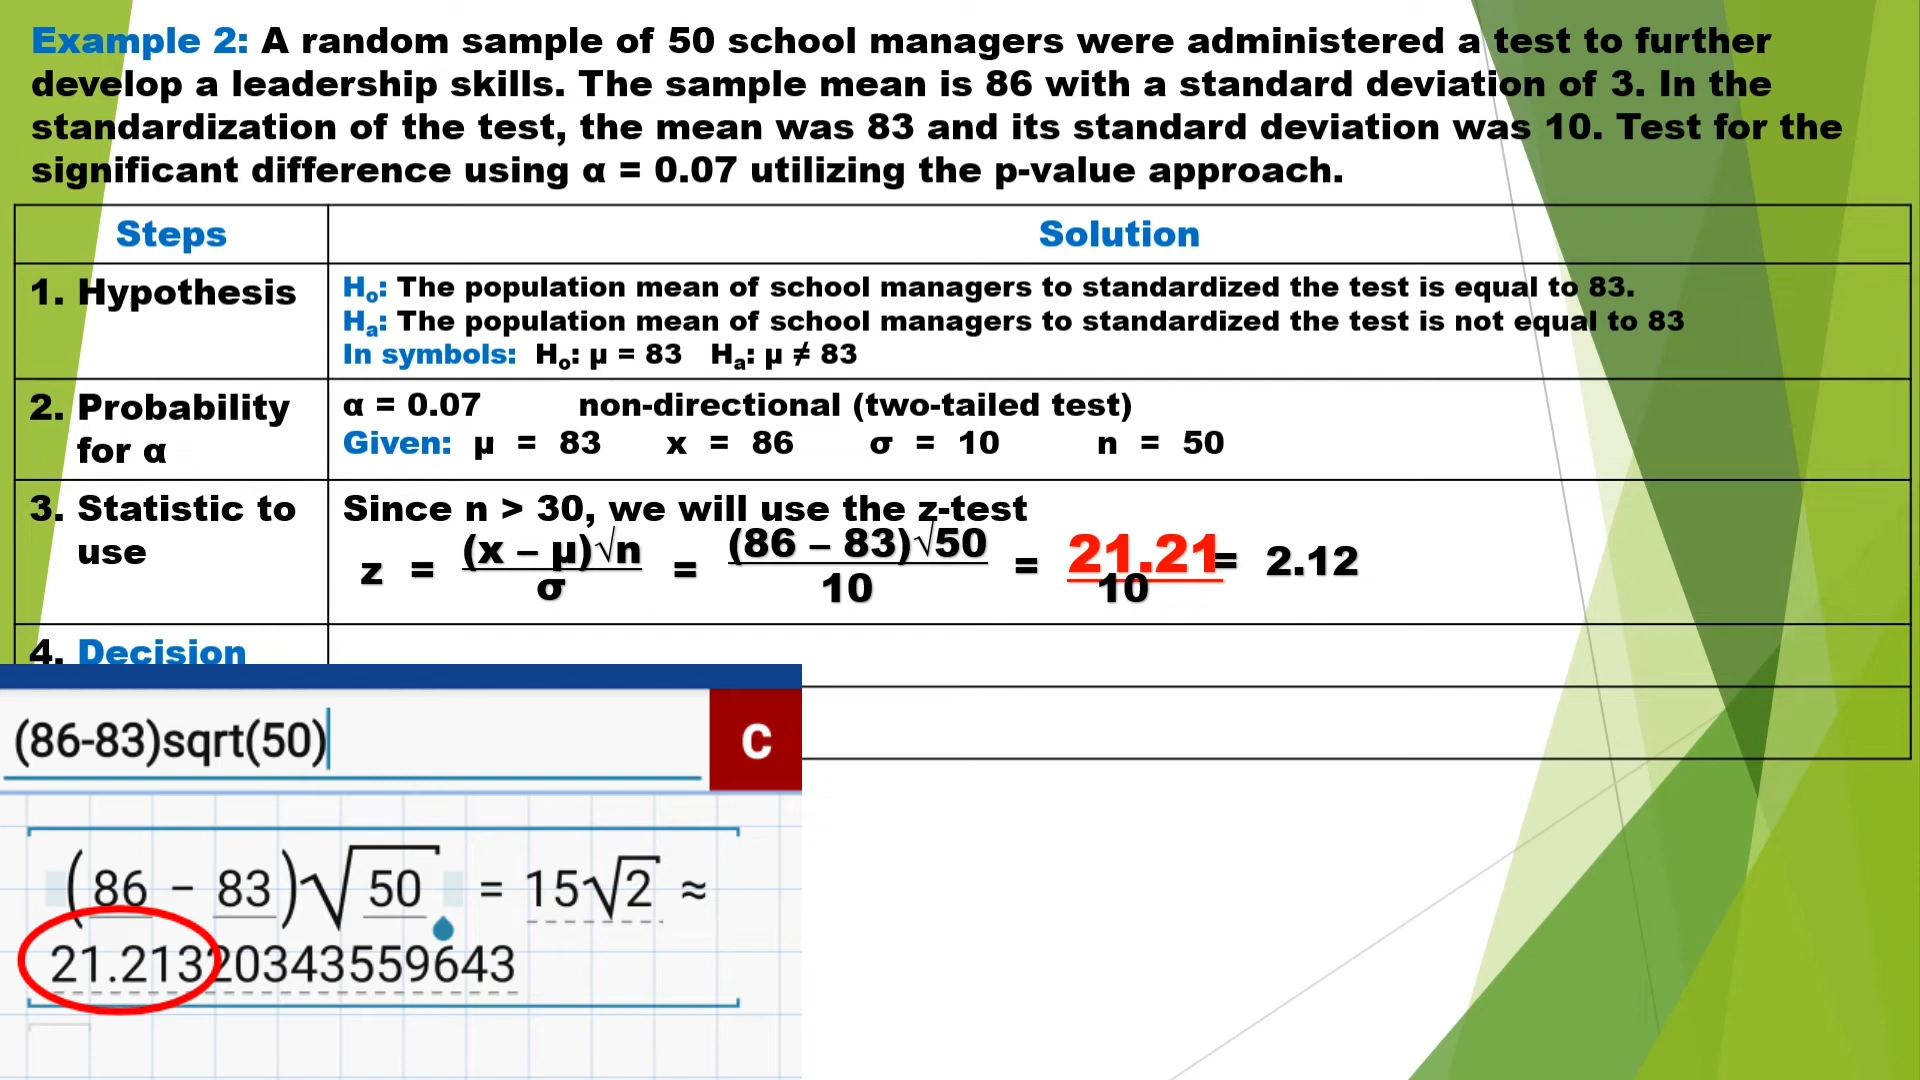 Example 2: A random sample of 50 school managers were administered a test to further
develop a leadership skills. The sample mean is 86 with a standard deviation of 3. In the
standardization of the test, the mean was 83 and its standard deviation was 10. Test for the
significant difference using α = 0.07 utilizing the p-value approach.
Steps Solution
1. Hypothesis
Ho: The population mean of school managers to standardized the test is equal to 83.
Ha: The population mean of school managers to standardized the test is not equal to 83
In symbols: Ho: μ = 83 Ha: μ ≠ 83
2. Probability
for α
α = 0.07 non-directional (two-tailed test)
Given: μ = 83 x = 86 σ = 10 n = 50
3. Statistic to
use
Since n > 30, we will use the z-test
z = (x – μ)√n / σ = (86 – 83)√50 / 10 = 21.21 / 10 = 2.12
4. Decision
(86-83)sqrt(50)
C
(86 − 83)√50 = 15√2 ≈
21.21320343559643